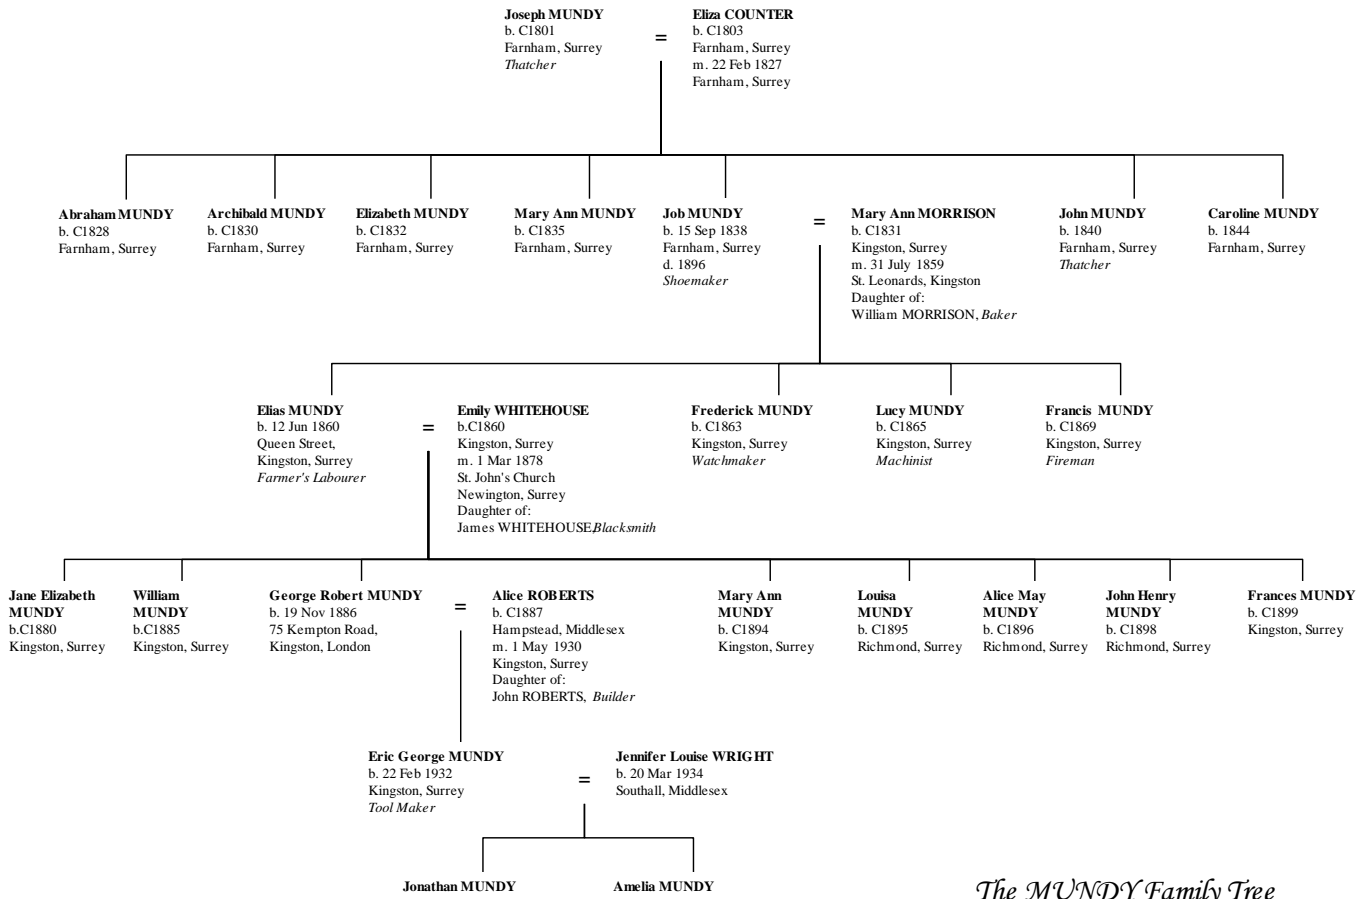 Joseph MUNDY
b. C1801
Farnham, Surrey
Thatcher
=
Eliza COUNTER
b. C1803
Farnham, Surrey
m. 22 Feb 1827
Farnham, Surrey
Abraham MUNDY
b. C1828
Farnham, Surrey
Archibald MUNDY
b. C1830
Farnham, Surrey
Elizabeth MUNDY
b. C1832
Farnham, Surrey
Mary Ann MUNDY
b. C1835
Farnham, Surrey
Job MUNDY
b. 15 Sep 1838
Farnham, Surrey
d. 1896
Shoemaker
=
Mary Ann MORRISON
b. C1831
Kingston, Surrey
m. 31 July 1859
St. Leonards, Kingston
Daughter of:
William MORRISON, Baker
John MUNDY
b. 1840
Farnham, Surrey
Thatcher
Caroline MUNDY
b. 1844
Farnham, Surrey
Elias MUNDY
b. 12 Jun 1860
Queen Street,
Kingston, Surrey
Farmer's Labourer
=
Emily WHITEHOUSE
b.C1860
Kingston, Surrey
m. 1 Mar 1878
St. John's Church
Newington, Surrey
Daughter of:
James WHITEHOUSE, Blacksmith
Frederick MUNDY
b. C1863
Kingston, Surrey
Watchmaker
Lucy MUNDY
b. C1865
Kingston, Surrey
Machinist
Francis MUNDY
b. C1869
Kingston, Surrey
Fireman
Jane Elizabeth
MUNDY
b.C1880
Kingston, Surrey
William
MUNDY
b.C1885
Kingston, Surrey
George Robert MUNDY
b. 19 Nov 1886
75 Kempton Road,
Kingston, London
=
Alice ROBERTS
b. C1887
Hampstead, Middlesex
m. 1 May 1930
Kingston, Surrey
Daughter of:
John ROBERTS, Builder
Mary Ann
MUNDY
b. C1894
Kingston, Surrey
Louisa
MUNDY
b. C1895
Richmond, Surrey
Alice May
MUNDY
b. C1896
Richmond, Surrey
John Henry
MUNDY
b. C1898
Richmond, Surrey
Frances MUNDY
b. C1899
Kingston, Surrey
Eric George MUNDY
b. 22 Feb 1932
Kingston, Surrey
Tool Maker
=
Jennifer Louise WRIGHT
b. 20 Mar 1934
Southall, Middlesex
Jonathan MUNDY
Amelia MUNDY
The MUNDY Family Tree